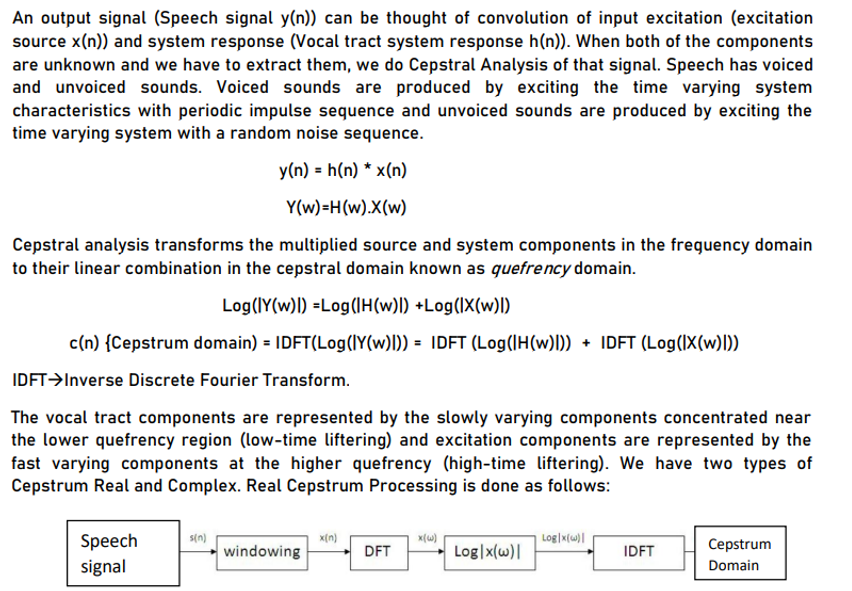 An output signal (Speech signal y(n)) can be thought of convolution of input excitation (excitation
source x(n)) and system response (Vocal tract system response h(n)). When both of the components
are unknown and we have to extract them, we do Cepstral Analysis of that signal. Speech has voiced
and unvoiced sounds. Voiced sounds are produced by exciting the time varying system
characteristics with periodic impulse sequence and unvoiced sounds are produced by exciting the
time varying system with a random noise sequence.
y(n) = h(n) * x(n)
Y(w)=H(w).X(w)
Cepstral analysis transforms the multiplied source and system components in the frequency domain
to their linear combination in the cepstral domain known as quefrency domain.
Log(|Y(w)|) =Log(|H(w)|) +Log(|X(w)|)
c(n) {Cepstrum domain) = IDFT(Log(|Y(w)|)) = IDFT (Log(|H(w)|)) + IDFT (Log(|X(w)|))
IDFT→Inverse Discrete Fourier Transform.
The vocal tract components are represented by the slowly varying components concentrated near
the lower quefrency region (low-time liftering) and excitation components are represented by the
fast varying components at the higher quefrency (high-time liftering). We have two types of
Cepstrum Real and Complex. Real Cepstrum Processing is done as follows:
Speech
signal
s(n)
windowing
x(n)
DFT
x(ω)
Log|x(ω)|
Log|x(ω)|
IDFT
Cepstrum
Domain